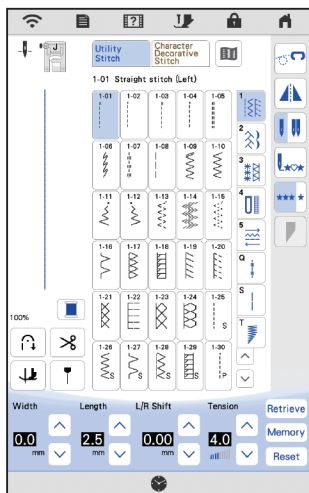 ?
J
Utility
Stitch
Character
Decorative
Stitch
1-01 Straight stitch (Left)
1-01 1-02 1-03 1-04 1-05 1
1-06 1-07 1-08 1-09 1-10 2
3
1-11 1-12 1-13 1-14 1-15 4
1-16 1-17 1-18 1-19 1-20 5
Q
1-21 1-22 1-23 1-24 1-25 S
S
T
100%
1-26 1-27 1-28 1-29 1-30
S S S S P
Width Length L/R Shift Tension
0.0 2.5 0.00 4.0
mm mm mm
Retrieve
Memory
Reset